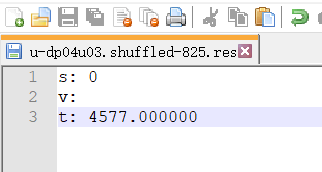 u-dp04u03.shuffled-825.res
1 s: 0
2 v:
3 t: 4577.000000